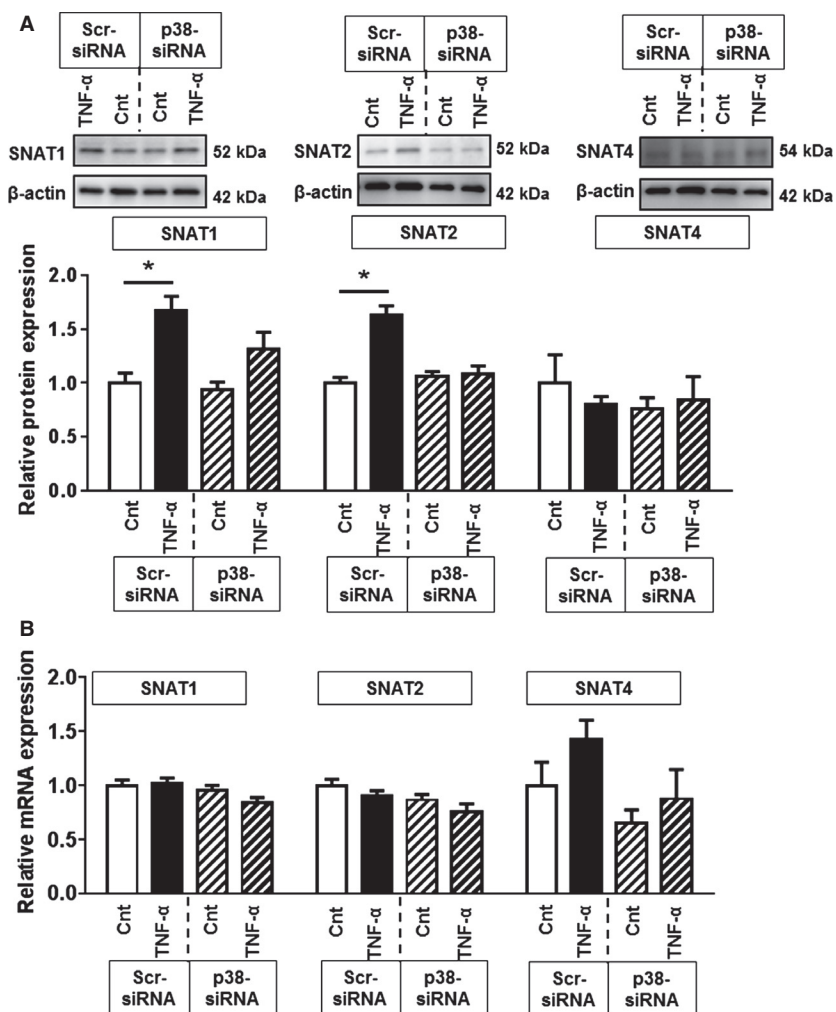 A
Scr-
siRNA
p38-
siRNA
TNF-α
Cnt
Cnt
TNF-α
SNAT1
52 kDa
β-actin
42 kDa
SNAT1
Scr-
siRNA
p38-
siRNA
Cnt
TNF-α
Cnt
TNF-α
SNAT2
52 kDa
β-actin
42 kDa
SNAT2
Scr-
siRNA
p38-
siRNA
Cnt
TNF-α
Cnt
TNF-α
SNAT4
54 kDa
β-actin
42 kDa
SNAT4
Relative protein expression
2.0
1.5
1.0
0.5
0.0
*
*
Cnt
TNF-α
Cnt
TNF-α
Scr-
siRNA
p38-
siRNA
Cnt
TNF-α
Cnt
TNF-α
Scr-
siRNA
p38-
siRNA
Cnt
TNF-α
Cnt
TNF-α
Scr-
siRNA
p38-
siRNA
B
Relative mRNA expression
2.0
1.5
1.0
0.5
0.0
SNAT1
SNAT2
SNAT4
Cnt
TNF-α
Cnt
TNF-α
Scr-
siRNA
p38-
siRNA
Cnt
TNF-α
Cnt
TNF-α
Scr-
siRNA
p38-
siRNA
Cnt
TNF-α
Cnt
TNF-α
Scr-
siRNA
p38-
siRNA